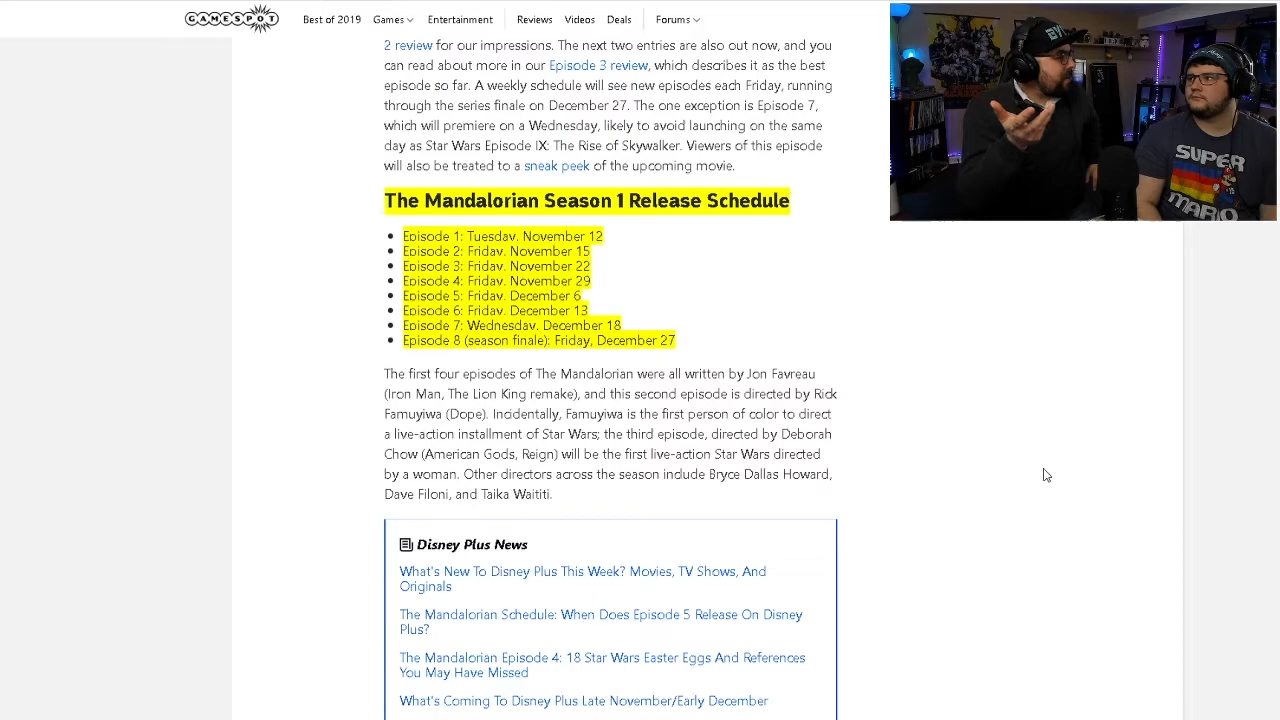 GAMESPOT Best of 2019 Games Entertainment Reviews Videos Deals Forums
2 review for our impressions. The next two entries are also out now, and you
can read about more in our Episode 3 review, which describes it as the best
episode so far. A weekly schedule will see new episodes each Friday, running
through the series finale on December 27. The one exception is Episode 7,
which will premiere on a Wednesday, likely to avoid launching on the same
day as Star Wars Episode IX: The Rise of Skywalker. Viewers of this episode
will also be treated to a sneak peek of the upcoming movie.
SUPER
MARIO
The Mandalorian Season 1 Release Schedule
Episode 1: Tuesday, November 12
Episode 2: Friday, November 15
Episode 3: Friday, November 22
Episode 4: Friday, November 29
Episode 5: Friday, December 6
Episode 6: Friday, December 13
Episode 7: Wednesday, December 18
Episode 8 (season finale): Friday, December 27
The first four episodes of The Mandalorian were all written by Jon Favreau
(Iron Man, The Lion King remake), and this second episode is directed by Rick
Famuyiwa (Dope). Incidentally, Famuyiwa is the first person of color to direct
a live-action installment of Star Wars; the third episode, directed by Deborah
Chow (American Gods, Reign) will be the first live-action Star Wars directed
by a woman. Other directors across the season include Bryce Dallas Howard,
Dave Filoni, and Taika Waititi.
Disney Plus News
What's New To Disney Plus This Week? Movies, TV Shows, And
Originals
The Mandalorian Schedule: When Does Episode 5 Release On Disney
Plus?
The Mandalorian Episode 4: 18 Star Wars Easter Eggs And References
You May Have Missed
What's Coming To Disney Plus Late November/Early December